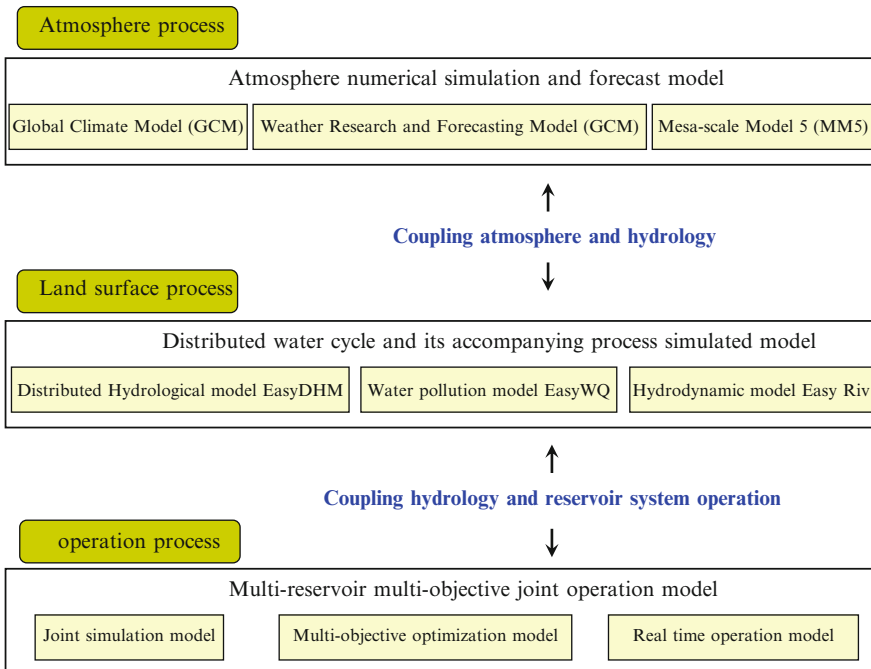 Atmosphere process
Atmosphere numerical simulation and forecast model
Global Climate Model (GCM)
Weather Research and Forecasting Model (GCM)
Mesa-scale Model 5 (MM5)
Coupling atmosphere and hydrology
Land surface process
Distributed water cycle and its accompanying process simulated model
Distributed Hydrological model EasyDHM
Water pollution model EasyWQ
Hydrodynamic model Easy Riv
Coupling hydrology and reservoir system operation
operation process
Multi-reservoir multi-objective joint operation model
Joint simulation model
Multi-objective optimization model
Real time operation model